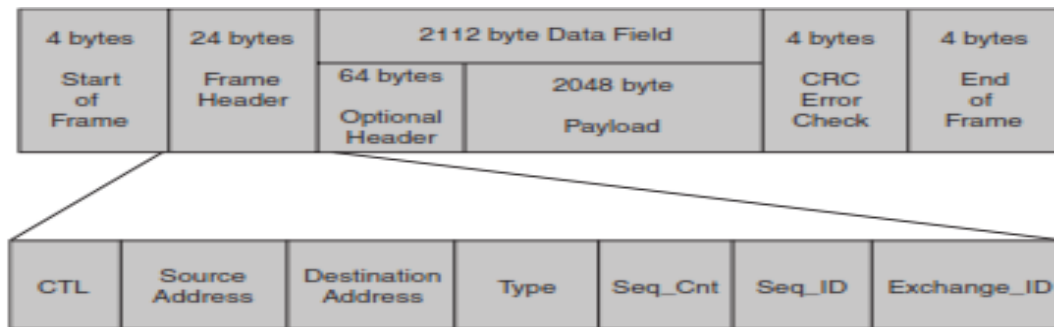 4 bytes
Start
of
Frame
24 bytes
Frame
Header
2112 byte Data Field
64 bytes
Optional
Header
2048 byte
Payload
4 bytes
CRC
Error
Check
4 bytes
End
of
Frame
CTL
Source
Address
Destination
Address
Type
Seq_Cnt
Seq_ID
Exchange_ID